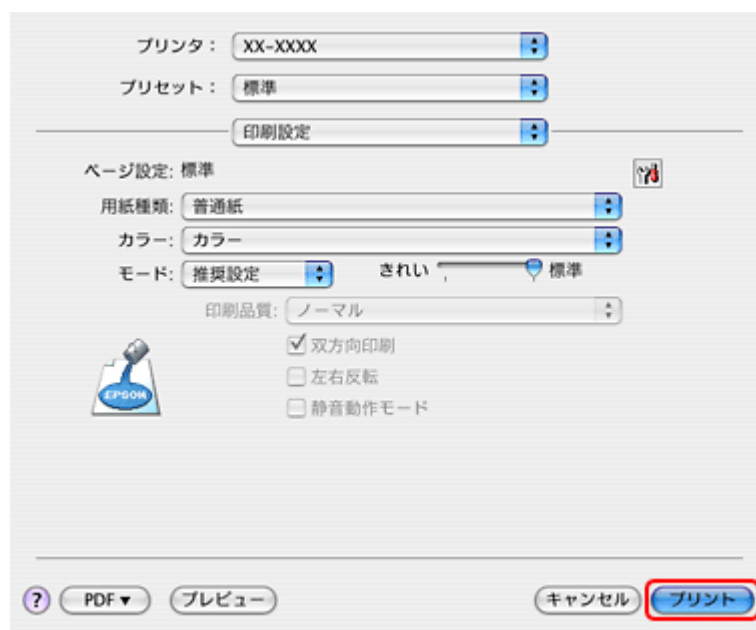 プリンタ： XX-XXXX
プリセット： 標準
印刷設定
ページ設定: 標準
用紙種類: 普通紙
カラー: カラー
モード: 推奨設定 きれい 標準
印刷品質: ノーマル
双方向印刷
左右反転
EPSON
静音動作モード
? PDF▼ プレビュー キャンセル プリント